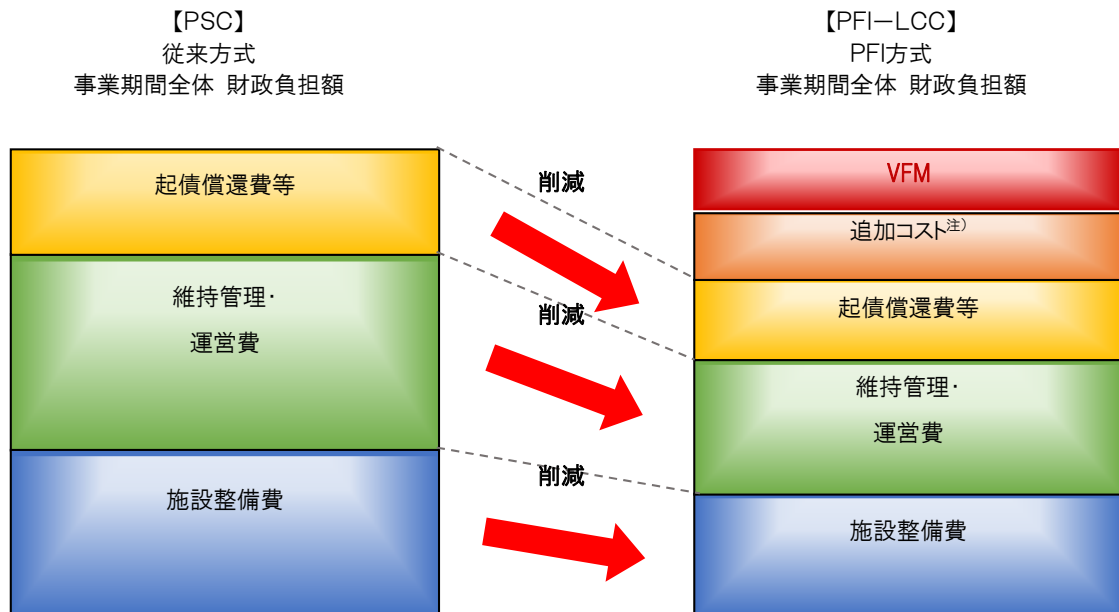 【PSC】
従来方式
事業期間全体 財政負担額
【PFI－LCC】
PFI方式
事業期間全体 財政負担額
起債償還費等
維持管理・
運営費
施設整備費
削減
削減
削減
VFM
追加コスト注）
起債償還費等
維持管理・
運営費
施設整備費